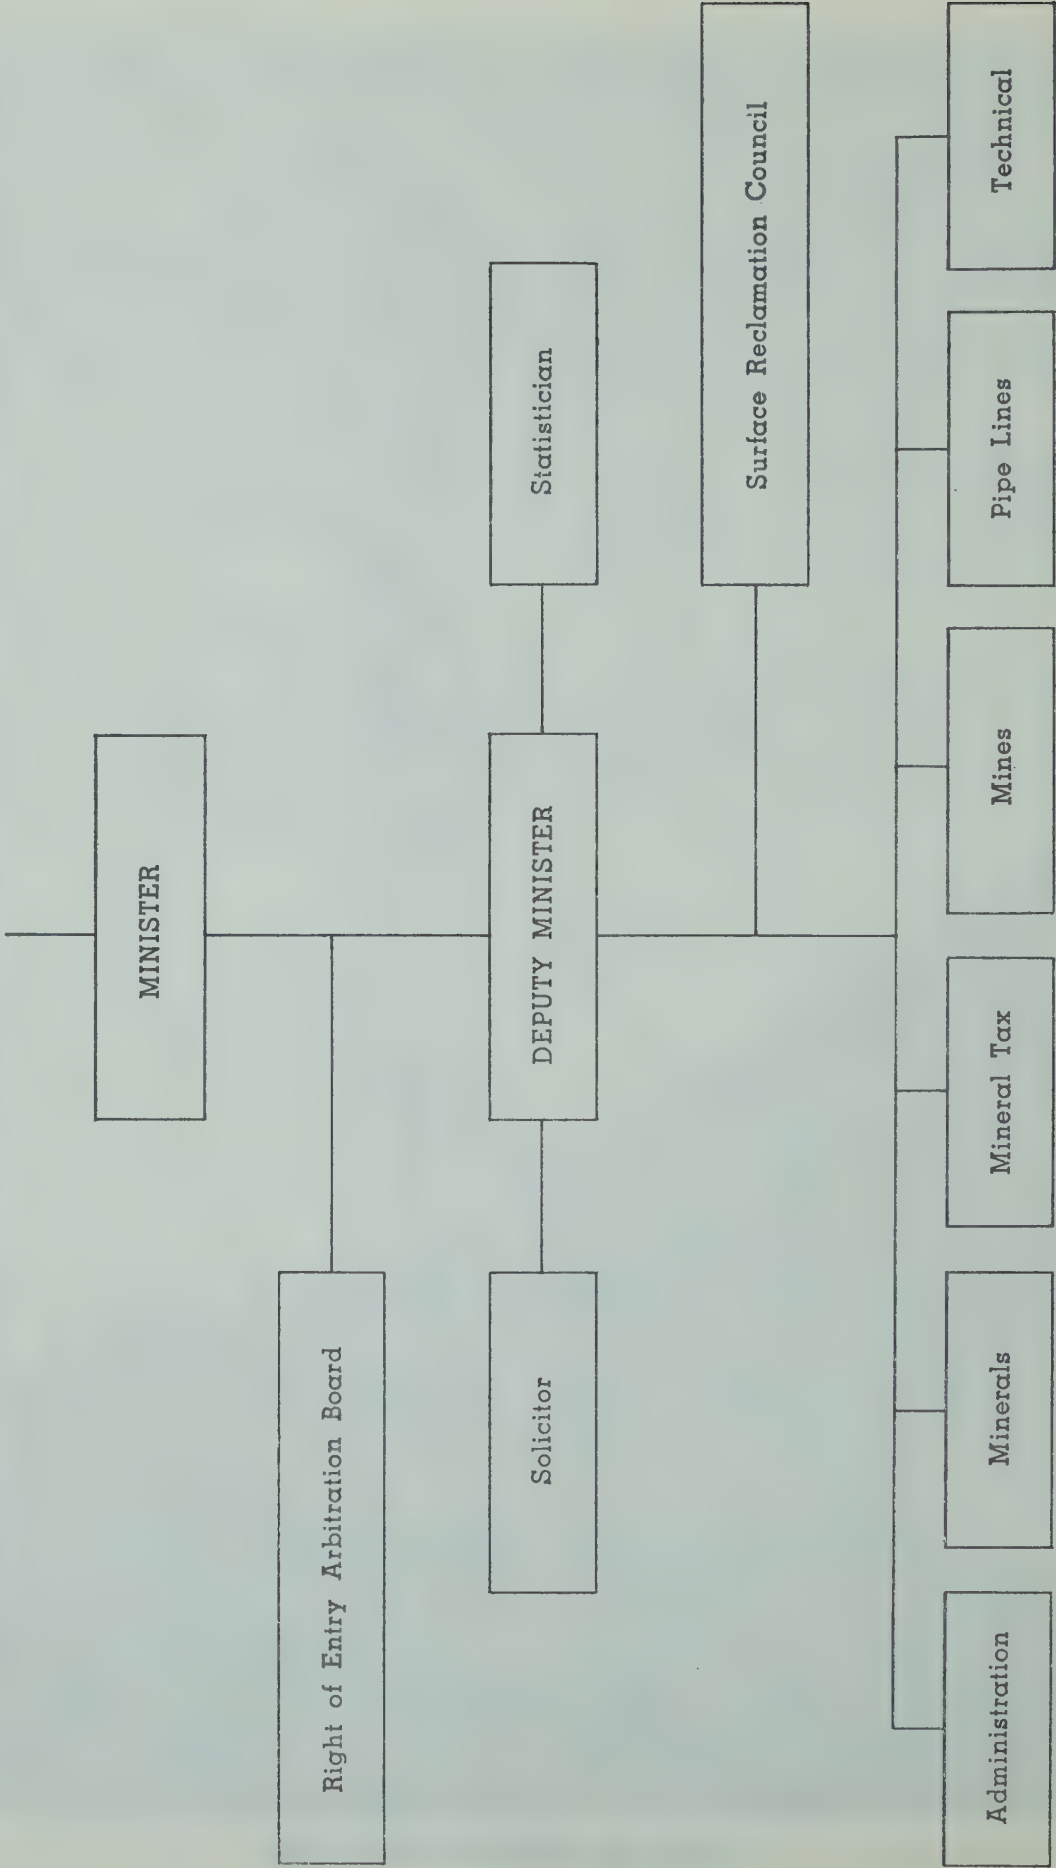 MINISTER
Right of Entry Arbitration Board
Solicitor
DEPUTY MINISTER
Statistician
Surface Reclamation Council
Administration
Minerals
Mineral Tax
Mines
Pipe Lines
Technical